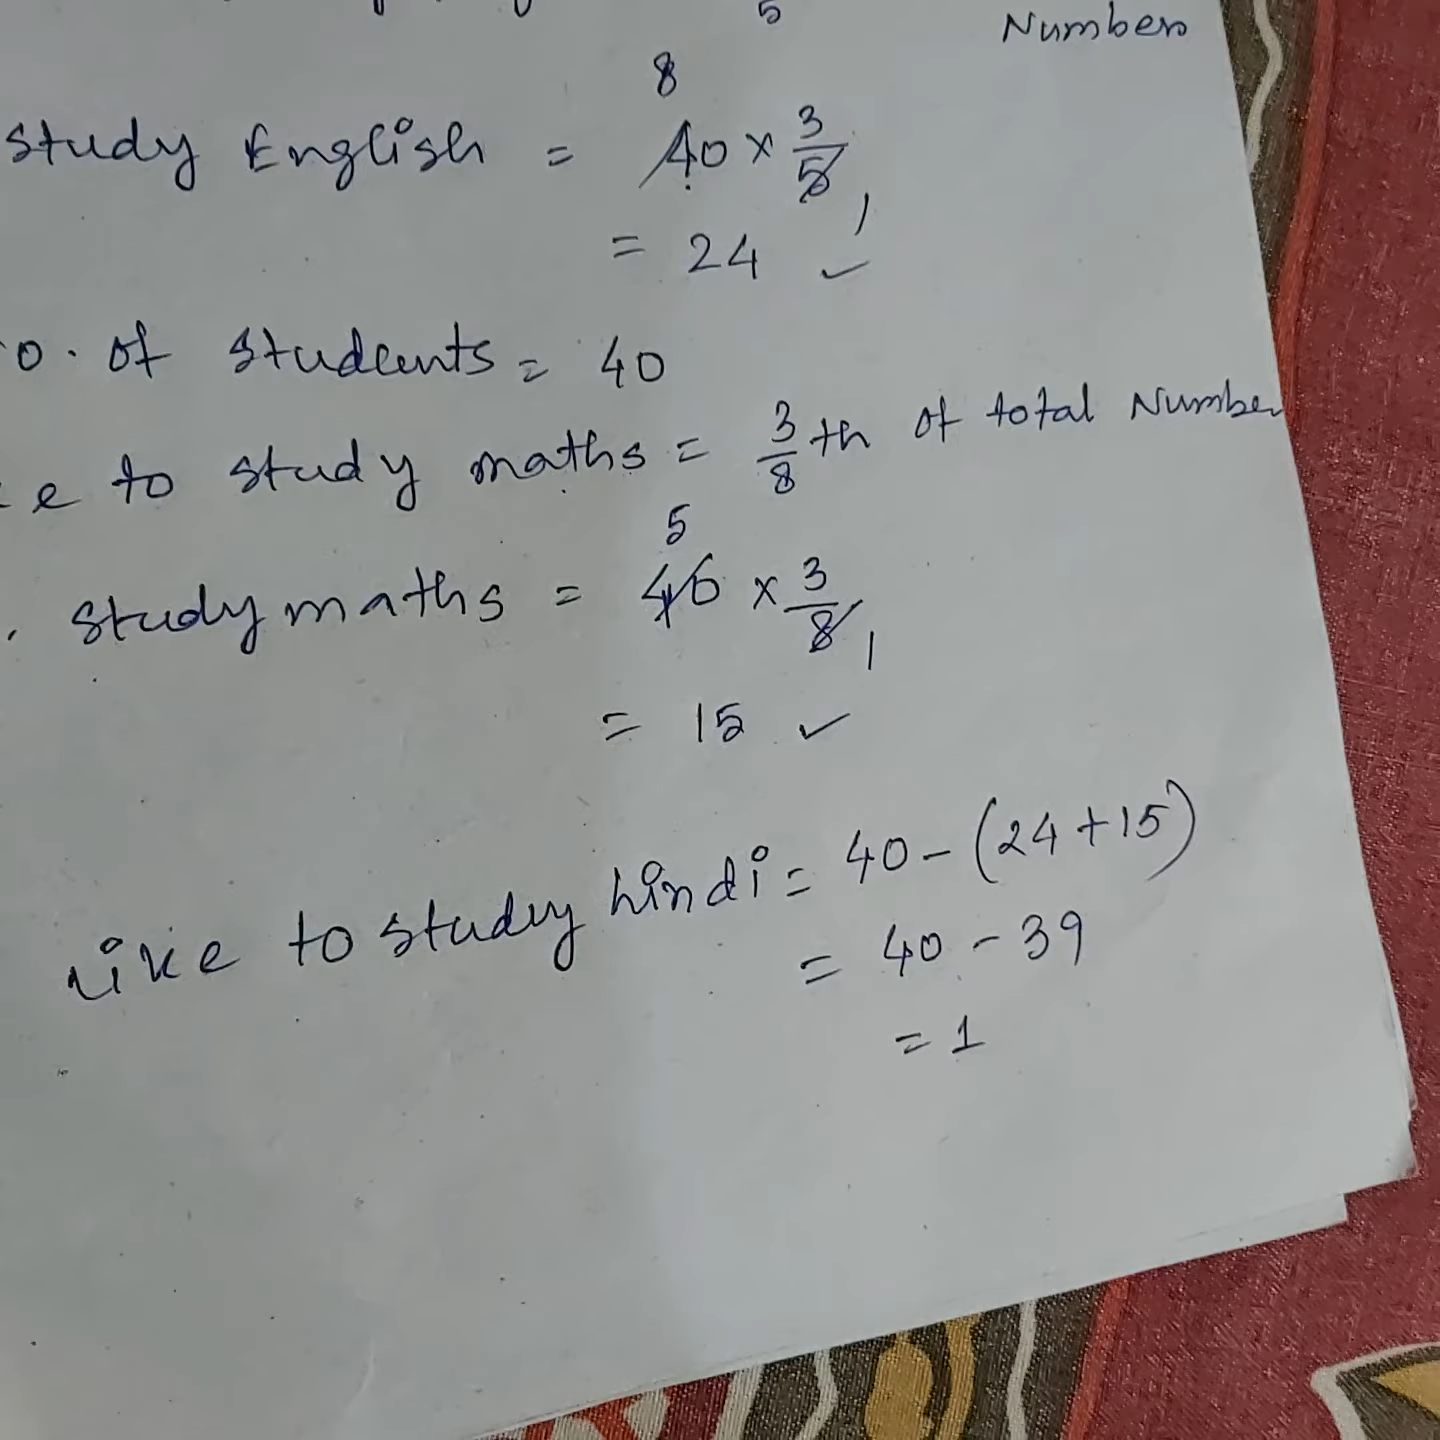 5
Numbers
8
study English = 40 × 3/5
1
= 24 ✓
o. of students = 40
e to study maths = 3/8 th of total Number
5
study maths = 40 × 3/8
1
= 15 ✓
like to study hindi = 40 - (24+15)
= 40 - 39
= 1